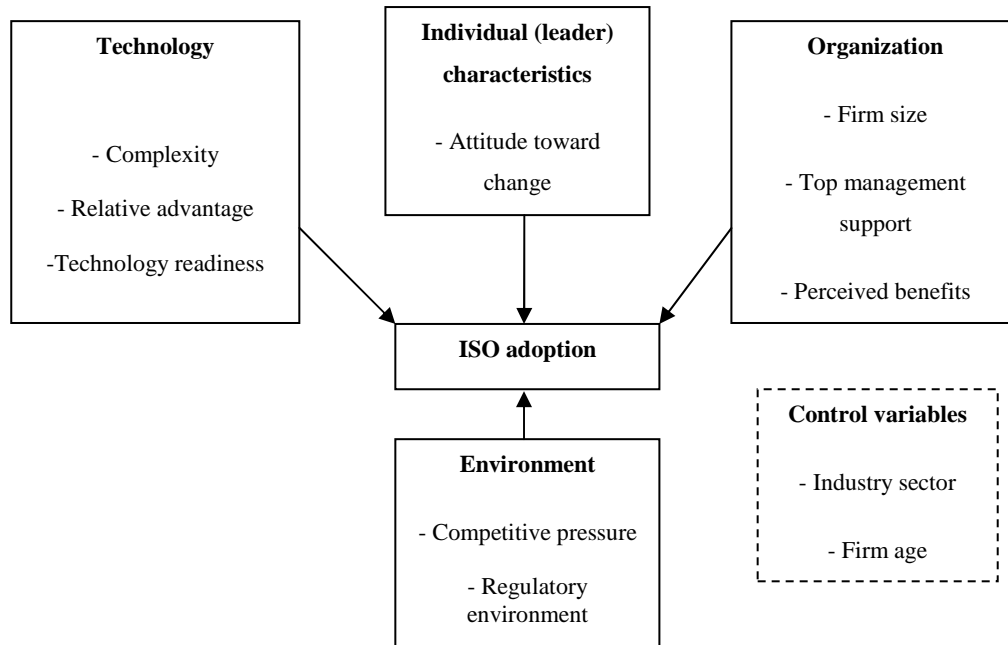 Technology
- Complexity
- Relative advantage
-Technology readiness
Individual (leader)
characteristics
- Attitude toward
change
Organization
- Firm size
- Top management
support
- Perceived benefits
ISO adoption
Environment
- Competitive pressure
- Regulatory
environment
Control variables
- Industry sector
- Firm age